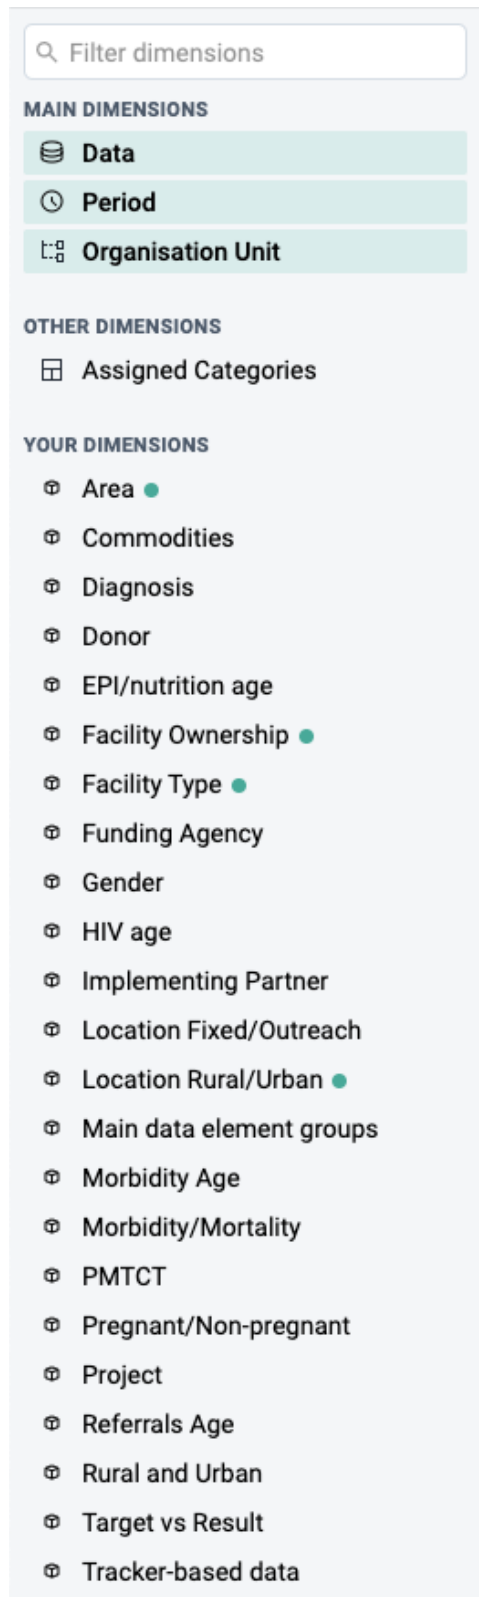 Filter dimensions
MAIN DIMENSIONS
Data
Period
Organisation Unit
OTHER DIMENSIONS
Assigned Categories
YOUR DIMENSIONS
Area
Commodities
Diagnosis
Donor
EPI/nutrition age
Facility Ownership
Facility Type
Funding Agency
Gender
HIV age
Implementing Partner
Location Fixed/Outreach
Location Rural/Urban
Main data element groups
Morbidity Age
Morbidity/Mortality
PMTCT
Pregnant/Non-pregnant
Project
Referrals Age
Rural and Urban
Target vs Result
Tracker-based data